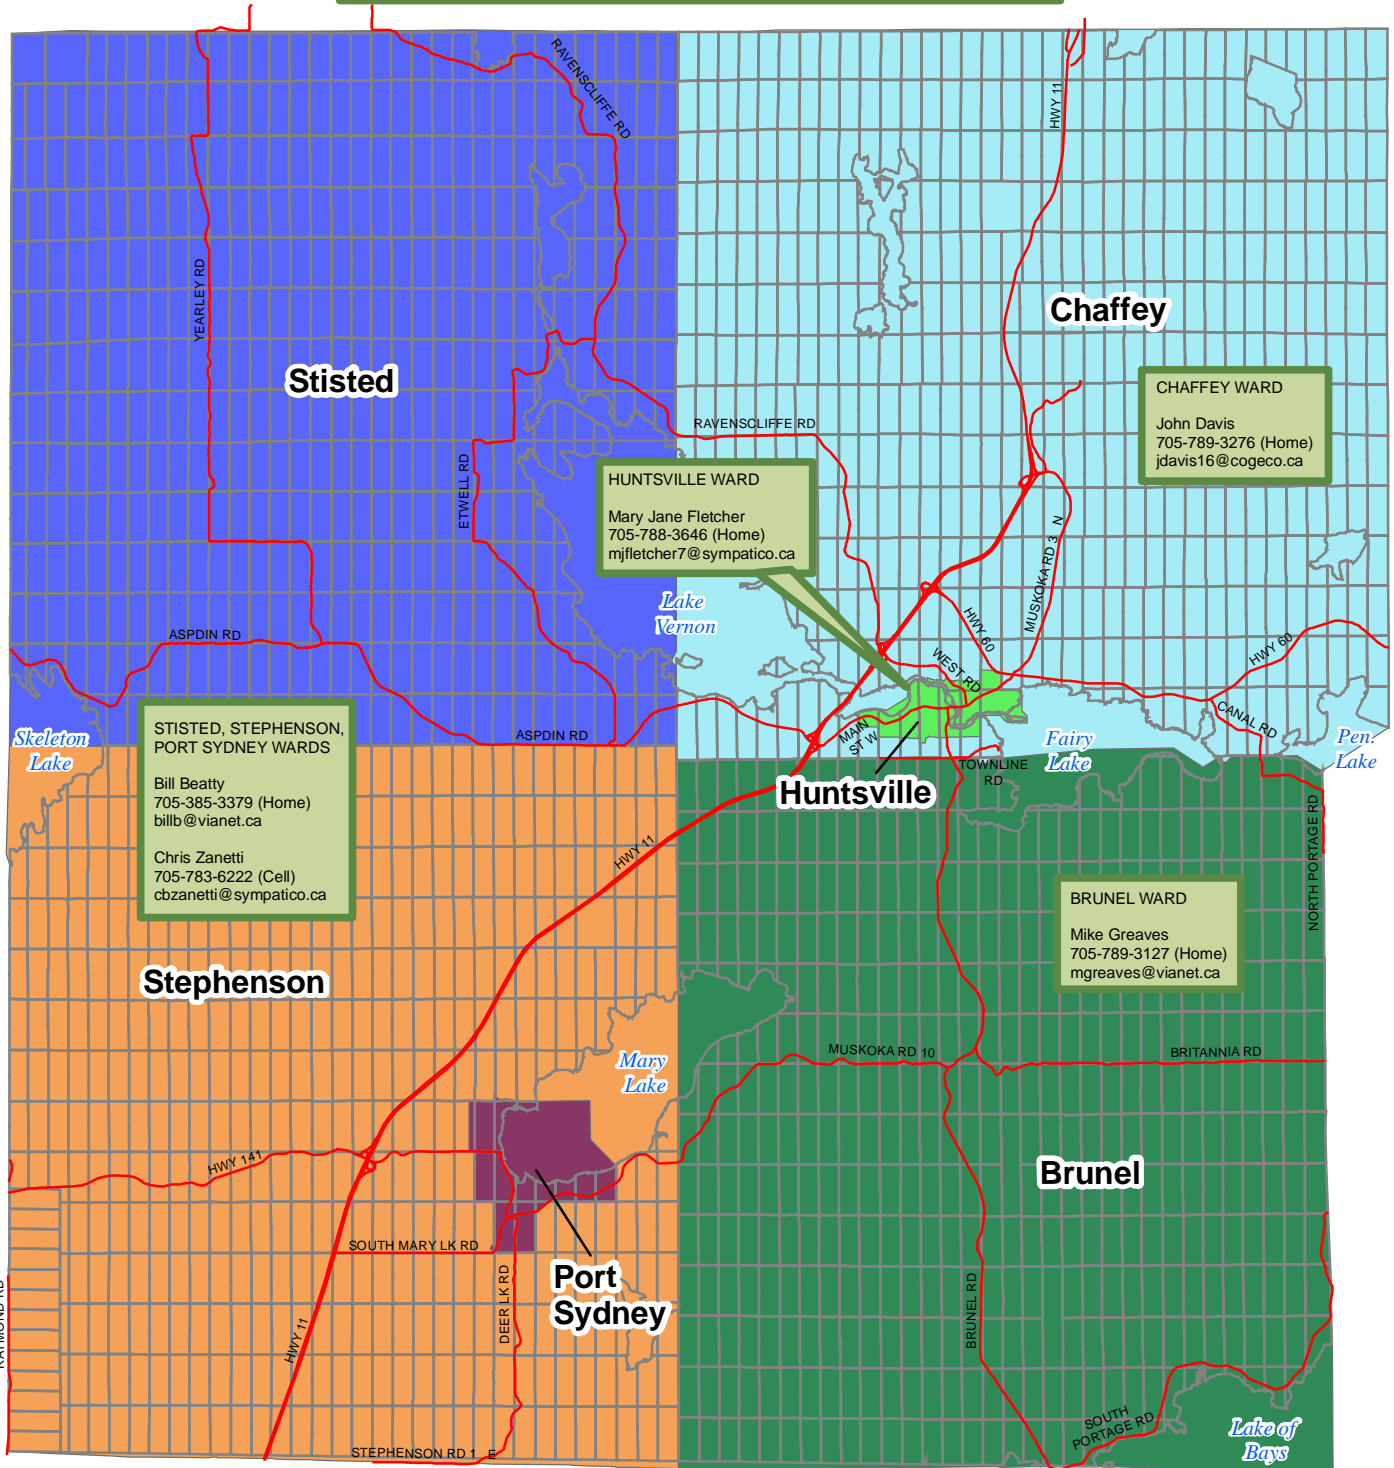 RAVENSCLIFFE RD
HWY 11
YEARLEY RD
Chaffey
Stisted
CHAFFEY WARD
John Davis
705-789-3276 (Home)
jdavis16@cogeco.ca
RAVENSCLIFFE RD
ETWELL RD
HUNTSVILLE WARD
Mary Jane Fletcher
705-788-3646 (Home)
mjfletcher7@sympatico.ca
MUSKOKA RD 3 N
Lake
Vernon
HWY 60
ASPDIN RD
WEST RD
HWY 60
STISTED, STEPHENSON,
PORT SYDNEY WARDS
Bill Beatty
705-385-3379 (Home)
billb@vianet.ca
Chris Zanetti
705-783-6222 (Cell)
cbzanetti@sympatico.ca
Skeleton
Lake
ASPDIN RD
MAIN
ST W
CANAL RD
Fairy
Lake
Pen.
Lake
TOWNLINE
RD
Huntsville
HWY 11
NORTH PORTAGE RD
BRUNEL WARD
Mike Greaves
705-789-3127 (Home)
mgreaves@vianet.ca
Stephenson
Mary
Lake
MUSKOKA RD 10
BRITANNIA RD
HWY 141
Brunel
SOUTH MARY LK RD
Port
Sydney
DEER LK RD
BRUNEL RD
RAYMOND RD
HWY 11
SOUTH
PORTAGE RD
Lake of
Bays
STEPHENSON RD 1 E